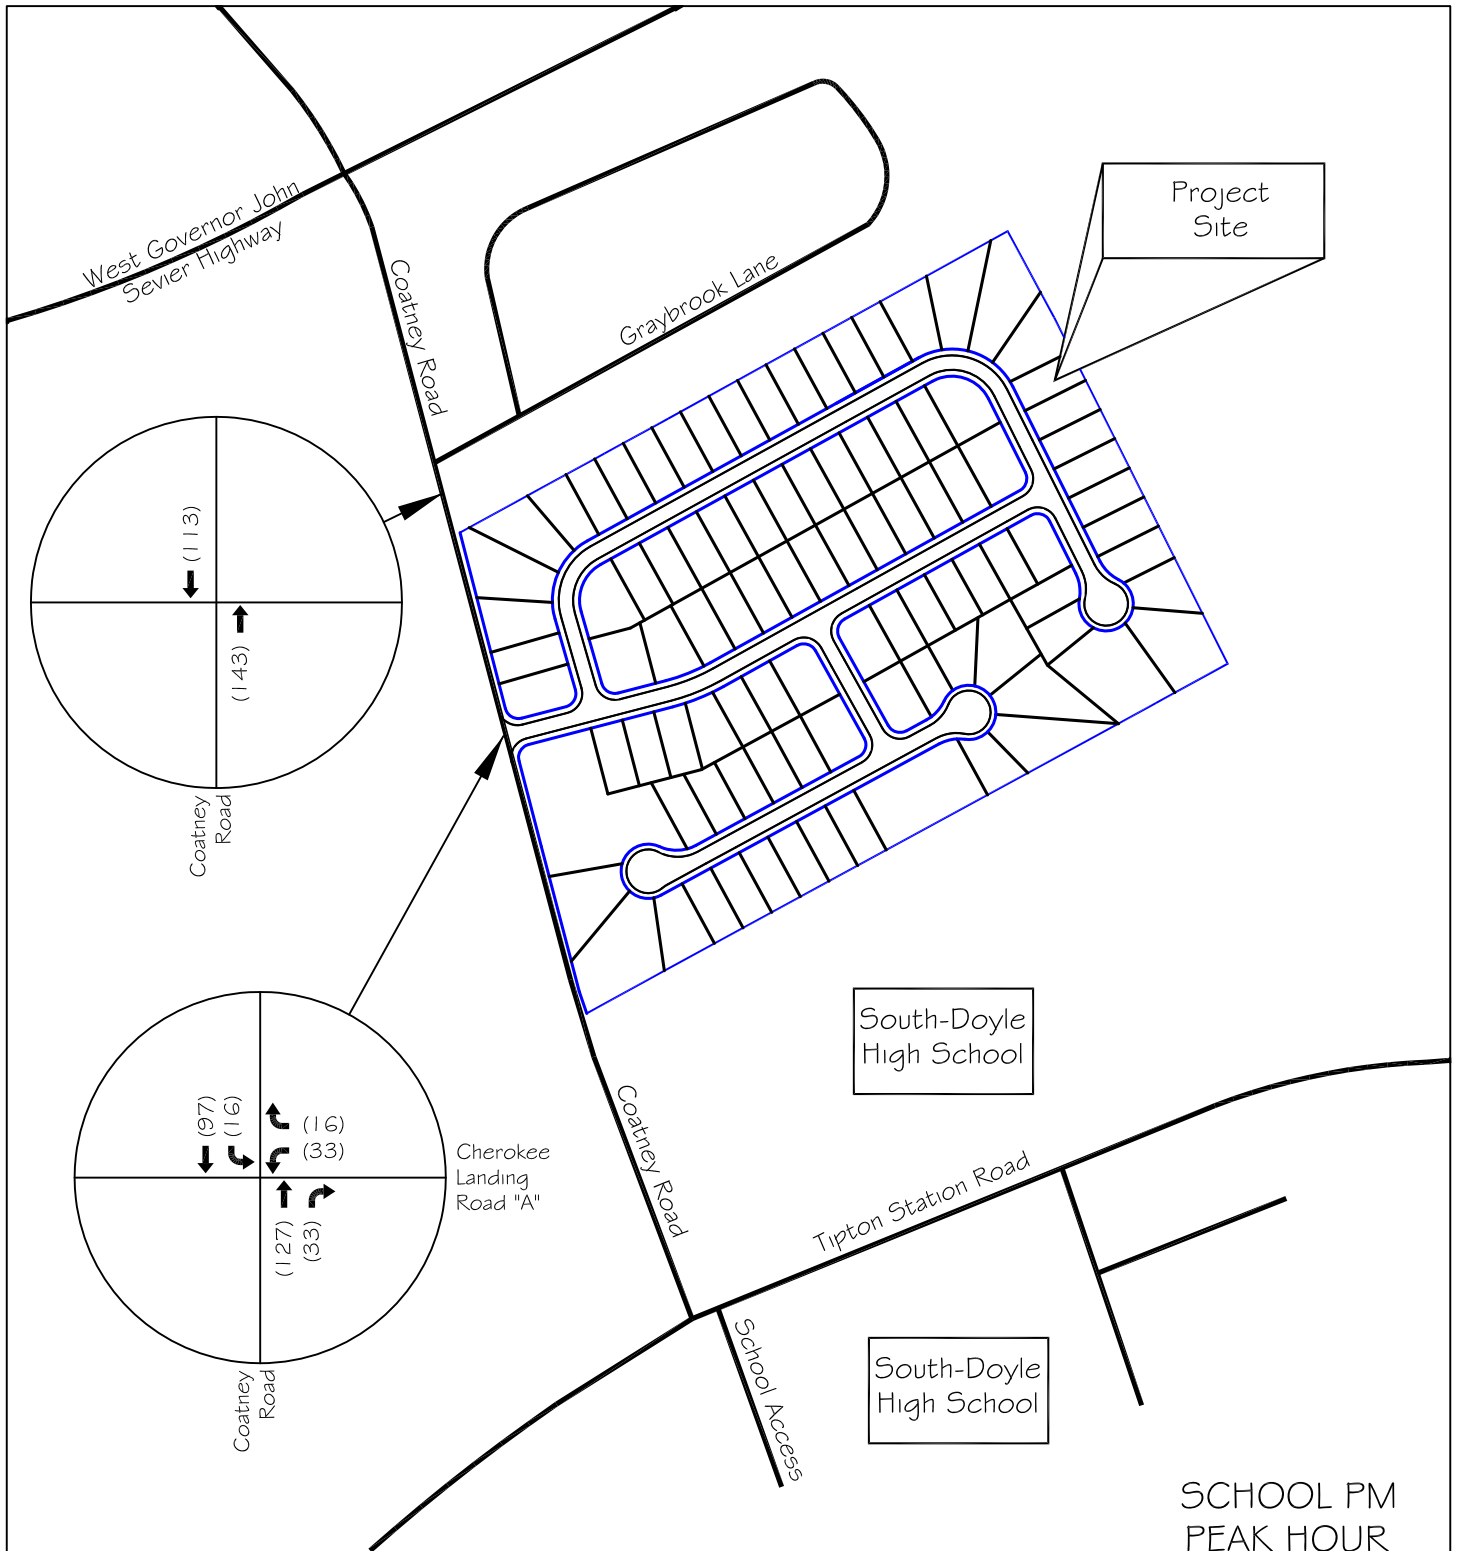 Project
Site
West Governor John
Sevier Highway
Coatney Road
Graybrook Lane
(113)
(143)
Coatney
Road
(97)
(16)
(16)
(33)
Cherokee
Landing
Road "A"
(127)
(33)
Coatney
Road
South-Doyle
High School
Coatney Road
Tipton Station Road
School Access
South-Doyle
High School
SCHOOL PM
PEAK HOUR